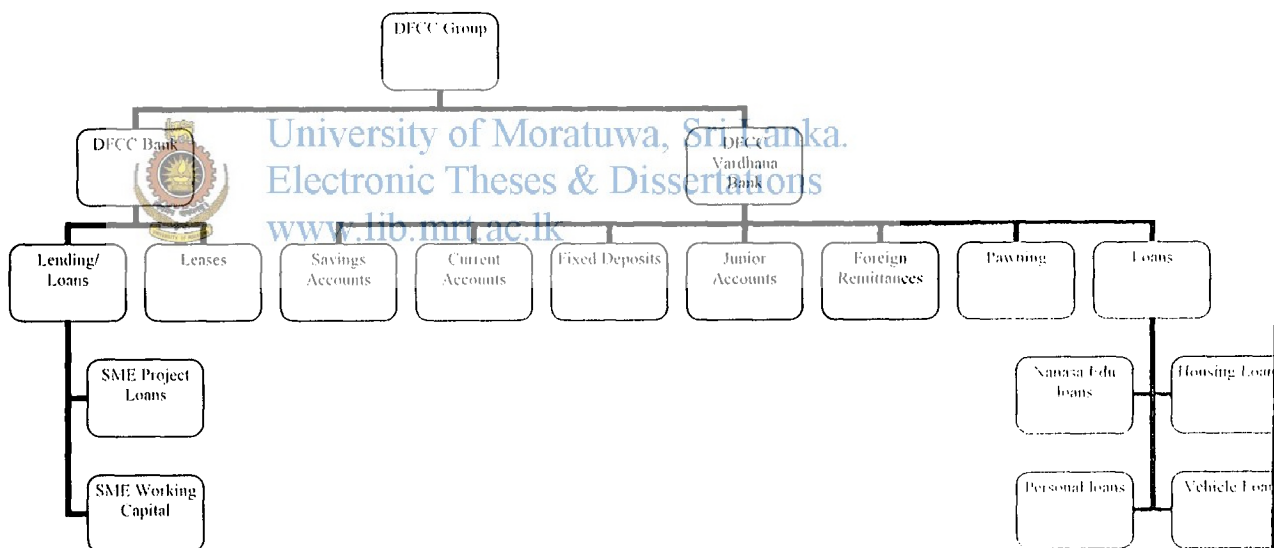 DFCC Group
University of Moratuwa, Sri Lanka.
Electronic Theses & Dissertations
www.lib.mrt.ac.lk
DFCC Bank
DFCC
Vardhana
Bank
Lending/
Loans
Leases
Savings
Accounts
Current
Accounts
Fixed Deposits
Junior
Accounts
Foreign
Remittances
Pawning
Loans
SME Project
Loans
SME Working
Capital
Nanasa Edu
loans
Housing Loan
Personal loans
Vehicle Loan